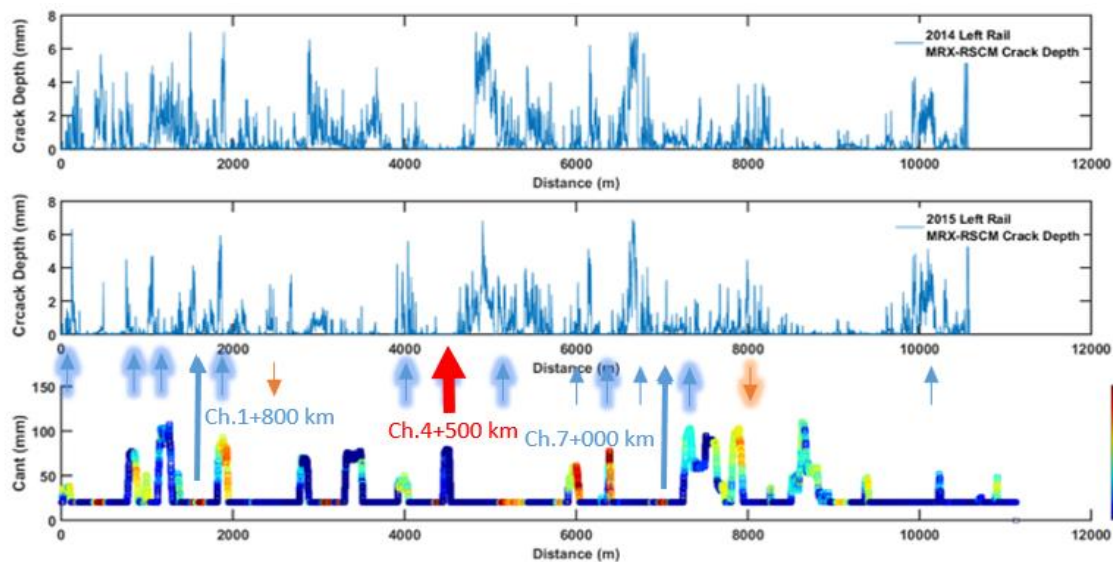 8
6
4
2
0
Crack Depth (mm)
2014 Left Rail
MRX-RSCM Crack Depth
0 2000 4000 6000 8000 10000 12000
Distance (m)
8
6
4
2
0
Crcack Depth (mm)
2015 Left Rail
MRX-RSCM Crack Depth
0 2000 4000 6000 8000 10000 12000
Distance (m)
150
100
50
0
Cant (mm)
Ch.1+800 km
Ch.4+500 km
Ch.7+000 km
0 2000 4000 6000 8000 10000 12000
Distance (m)